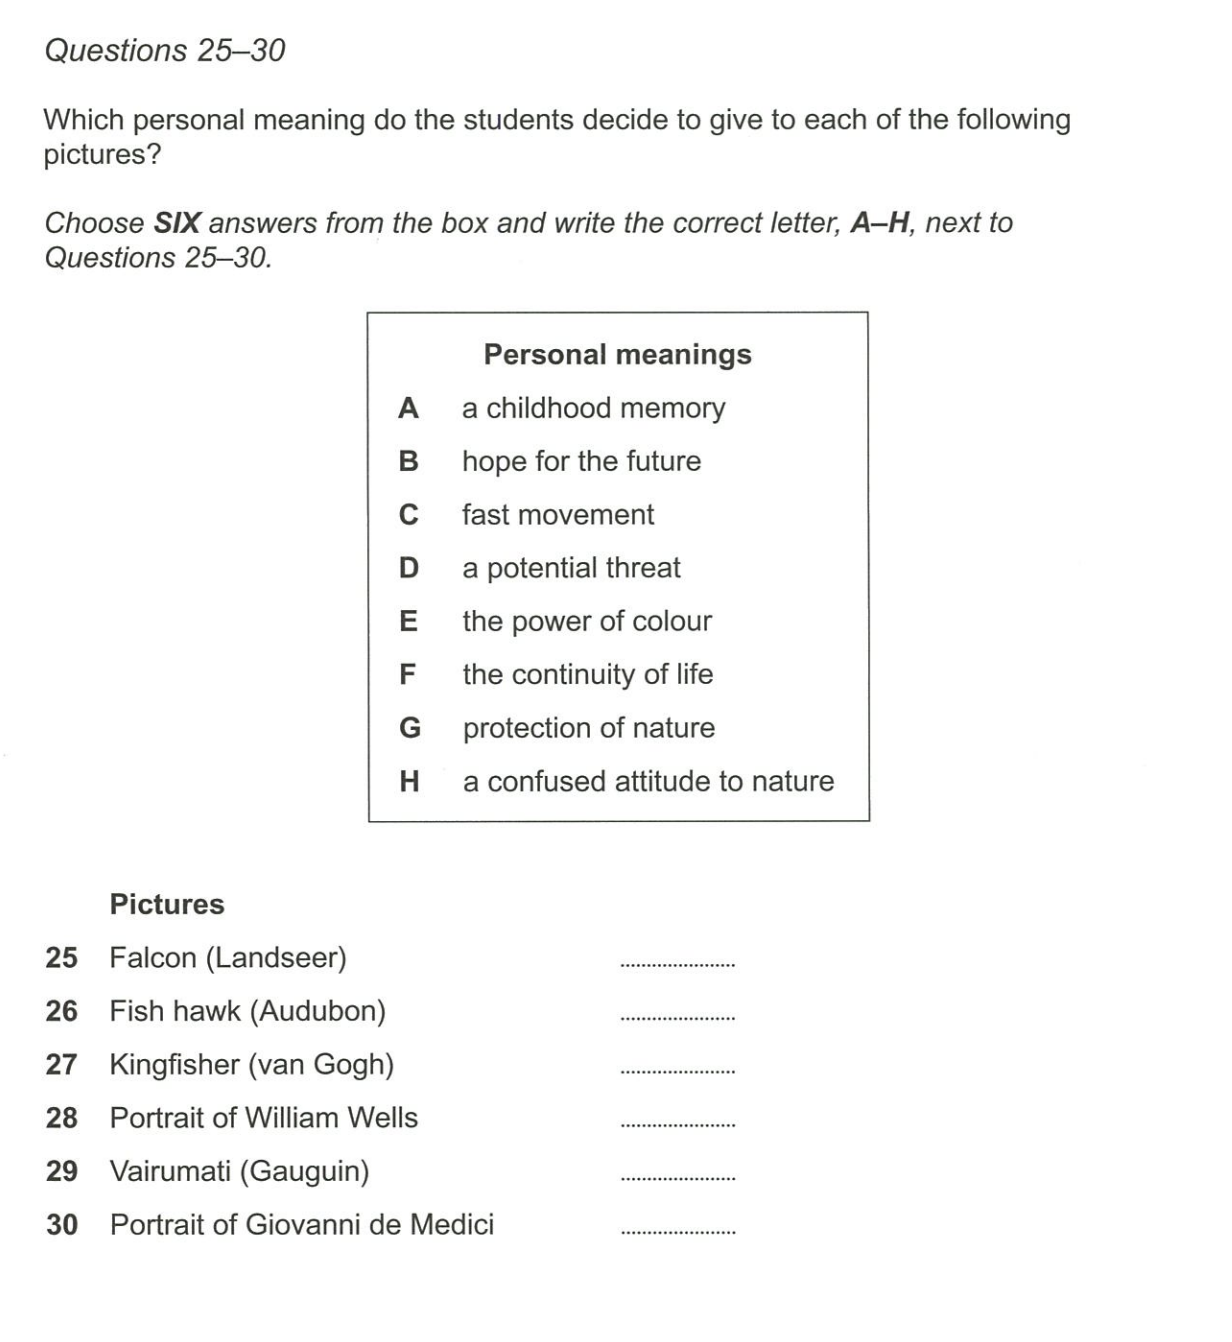 Questions 25–30
Which personal meaning do the students decide to give to each of the following
pictures?
Choose SIX answers from the box and write the correct letter, A–H, next to
Questions 25–30.
Personal meanings
A a childhood memory
B hope for the future
C fast movement
D a potential threat
E the power of colour
F the continuity of life
G protection of nature
H a confused attitude to nature
Pictures
25 Falcon (Landseer) ......................
26 Fish hawk (Audubon) ......................
27 Kingfisher (van Gogh) ......................
28 Portrait of William Wells ......................
29 Vairumati (Gauguin) ......................
30 Portrait of Giovanni de Medici ......................